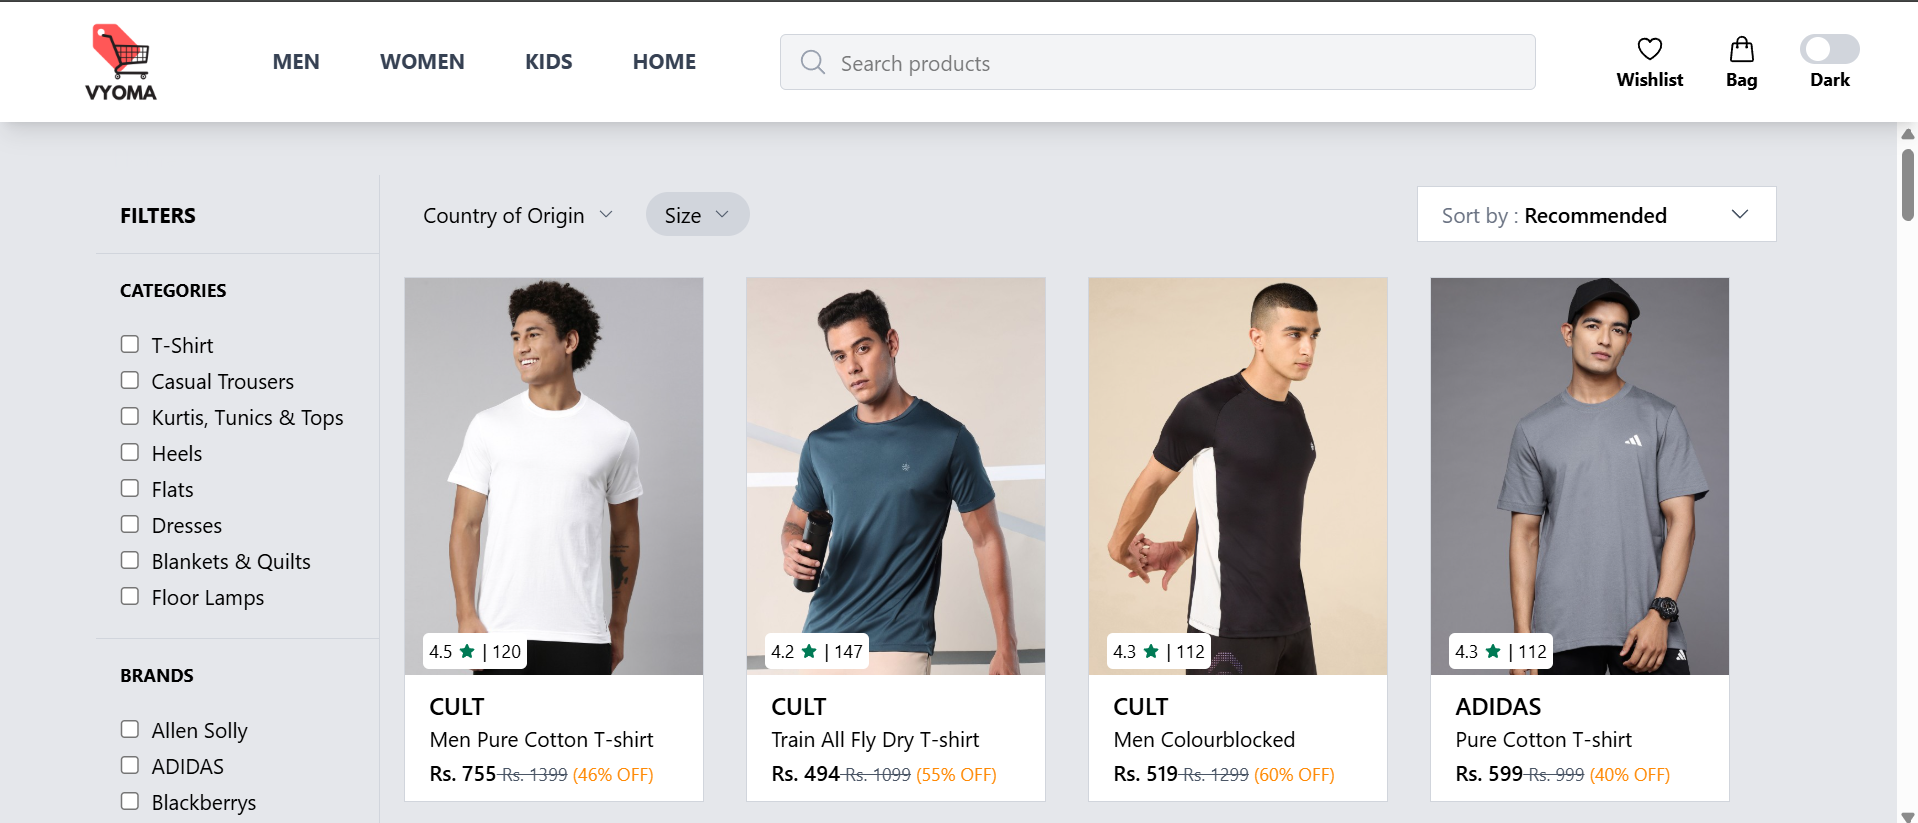 VYOMA
MEN
WOMEN
KIDS
HOME
Search products
Wishlist
Bag
Dark
FILTERS
Country of Origin
Size
Sort by : Recommended
CATEGORIES
T-Shirt
Casual Trousers
Kurtis, Tunics & Tops
Heels
Flats
Dresses
Blankets & Quilts
Floor Lamps
BRANDS
Allen Solly
ADIDAS
Blackberrys
4.5 ★ | 120
CULT
Men Pure Cotton T-shirt
Rs. 755 Rs. 1399 (46% OFF)
4.2 ★ | 147
CULT
Train All Fly Dry T-shirt
Rs. 494 Rs. 1099 (55% OFF)
4.3 ★ | 112
CULT
Men Colourblocked
Rs. 519 Rs. 1299 (60% OFF)
4.3 ★ | 112
ADIDAS
Pure Cotton T-shirt
Rs. 599 Rs. 999 (40% OFF)